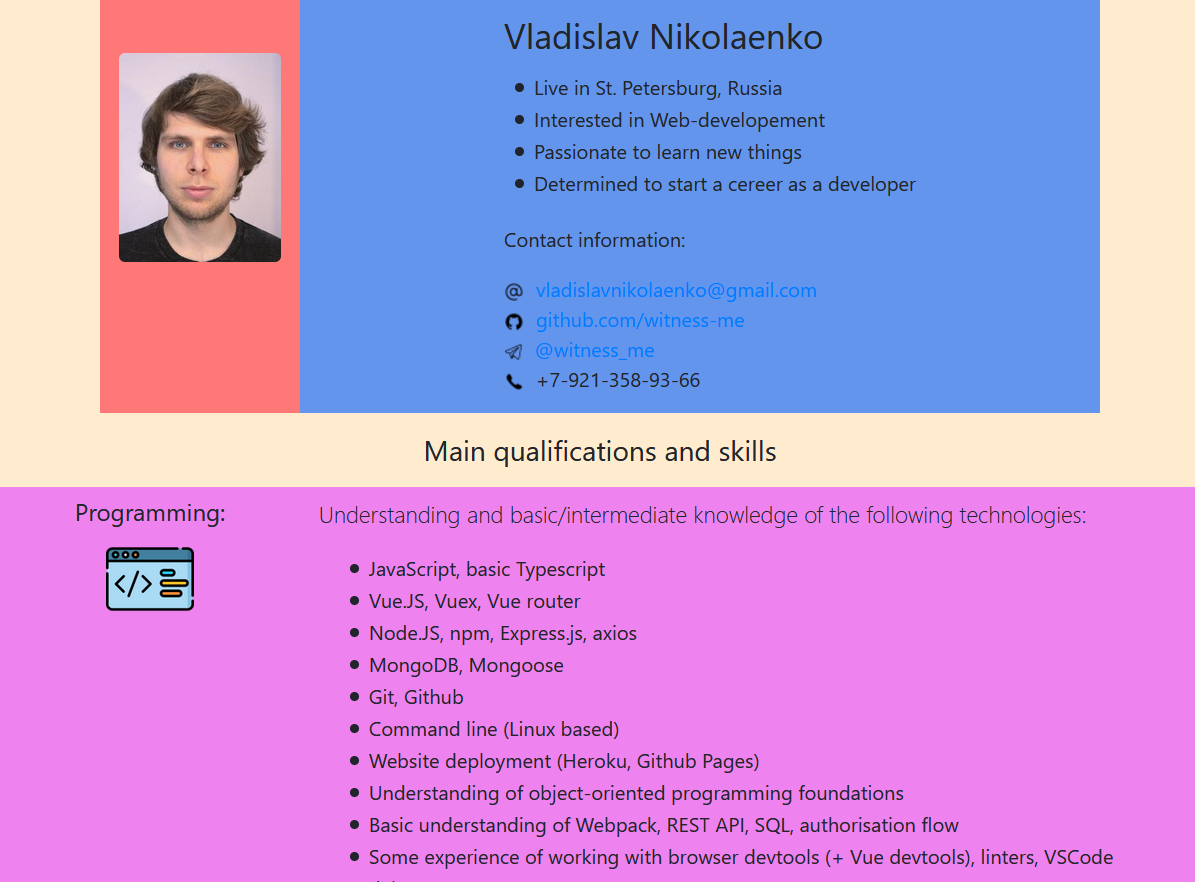 Vladislav Nikolaenko
Live in St. Petersburg, Russia
Interested in Web-developement
Passionate to learn new things
Determined to start a cereer as a developer
Contact information:
vladislavnikolaenko@gmail.com
github.com/witness-me
@witness_me
+7-921-358-93-66
Main qualifications and skills
Programming:
Understanding and basic/intermediate knowledge of the following technologies:
JavaScript, basic Typescript
Vue.JS, Vuex, Vue router
Node.JS, npm, Express.js, axios
MongoDB, Mongoose
Git, Github
Command line (Linux based)
Website deployment (Heroku, Github Pages)
Understanding of object-oriented programming foundations
Basic understanding of Webpack, REST API, SQL, authorisation flow
Some experience of working with browser devtools (+ Vue devtools), linters, VSCode